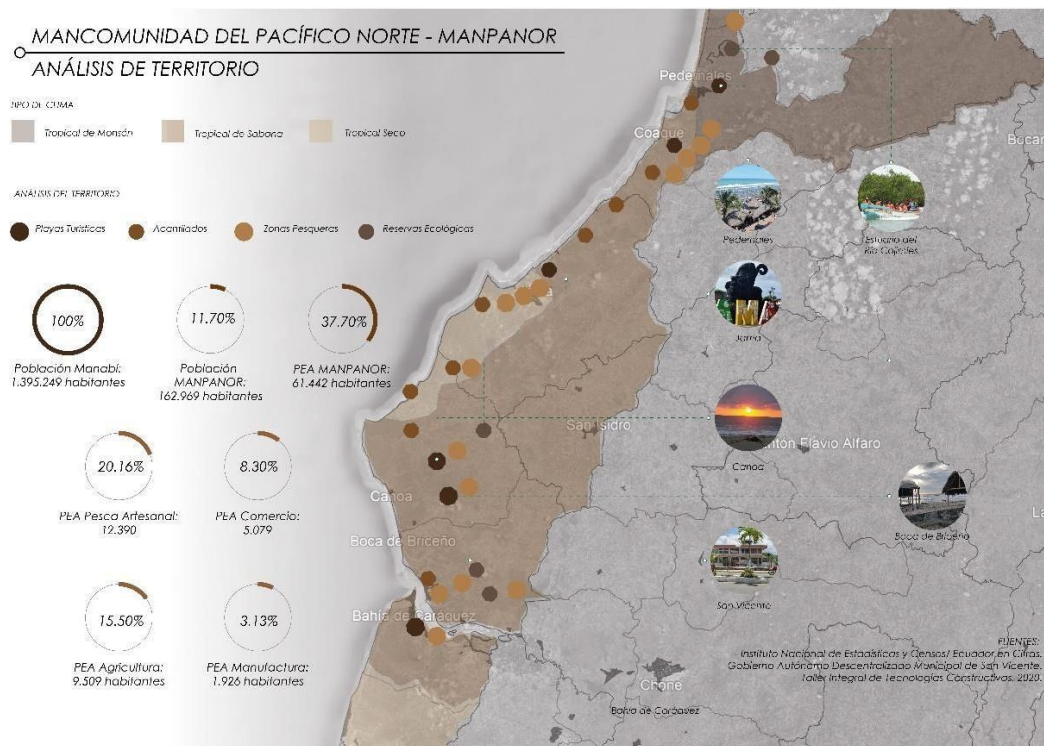 MANCOMUNIDAD DEL PACÍFICO NORTE - MANPANOR
ANÁLISIS DE TERRITORIO
TIPO DE CLIMA
Tropical de Monsón
Tropical de Sabana
Tropical Seco
ANÁLISIS DEL TERRITORIO
Playas Turísticas
Acantilados
Zonas Pesqueras
Reservas Ecológicas
100%
Población Manabí:
1.395.249 habitantes
11.70%
Población
MANPANOR:
162.969 habitantes
37.70%
PEA MANPANOR:
61.442 habitantes
20.16%
PEA Pesca Artesanal:
12.390
8.30%
PEA Comercio:
5.079
15.50%
PEA Agricultura:
9.509 habitantes
3.13%
PEA Manufactura:
1.926 habitantes
Pedernales
Coaque
San Isidro
Canoa
Boca de Briceño
Bahía de Caráquez
Chone
Bahía de Caráquez
Bocan
ntón Flávio Alfaro
La
Pedernales
Estuario del
Río Cojimíes
Jama
MA
Canoa
Boca de Briceño
San Vicente
FUENTES:
Instituto Nacional de Estadísticas y Censos/ Ecuador en Cifras.
Gobierno Autónomo Descentralizado Municipal de San Vicente.
Taller Integral de Tecnologías Constructivas. 2020.